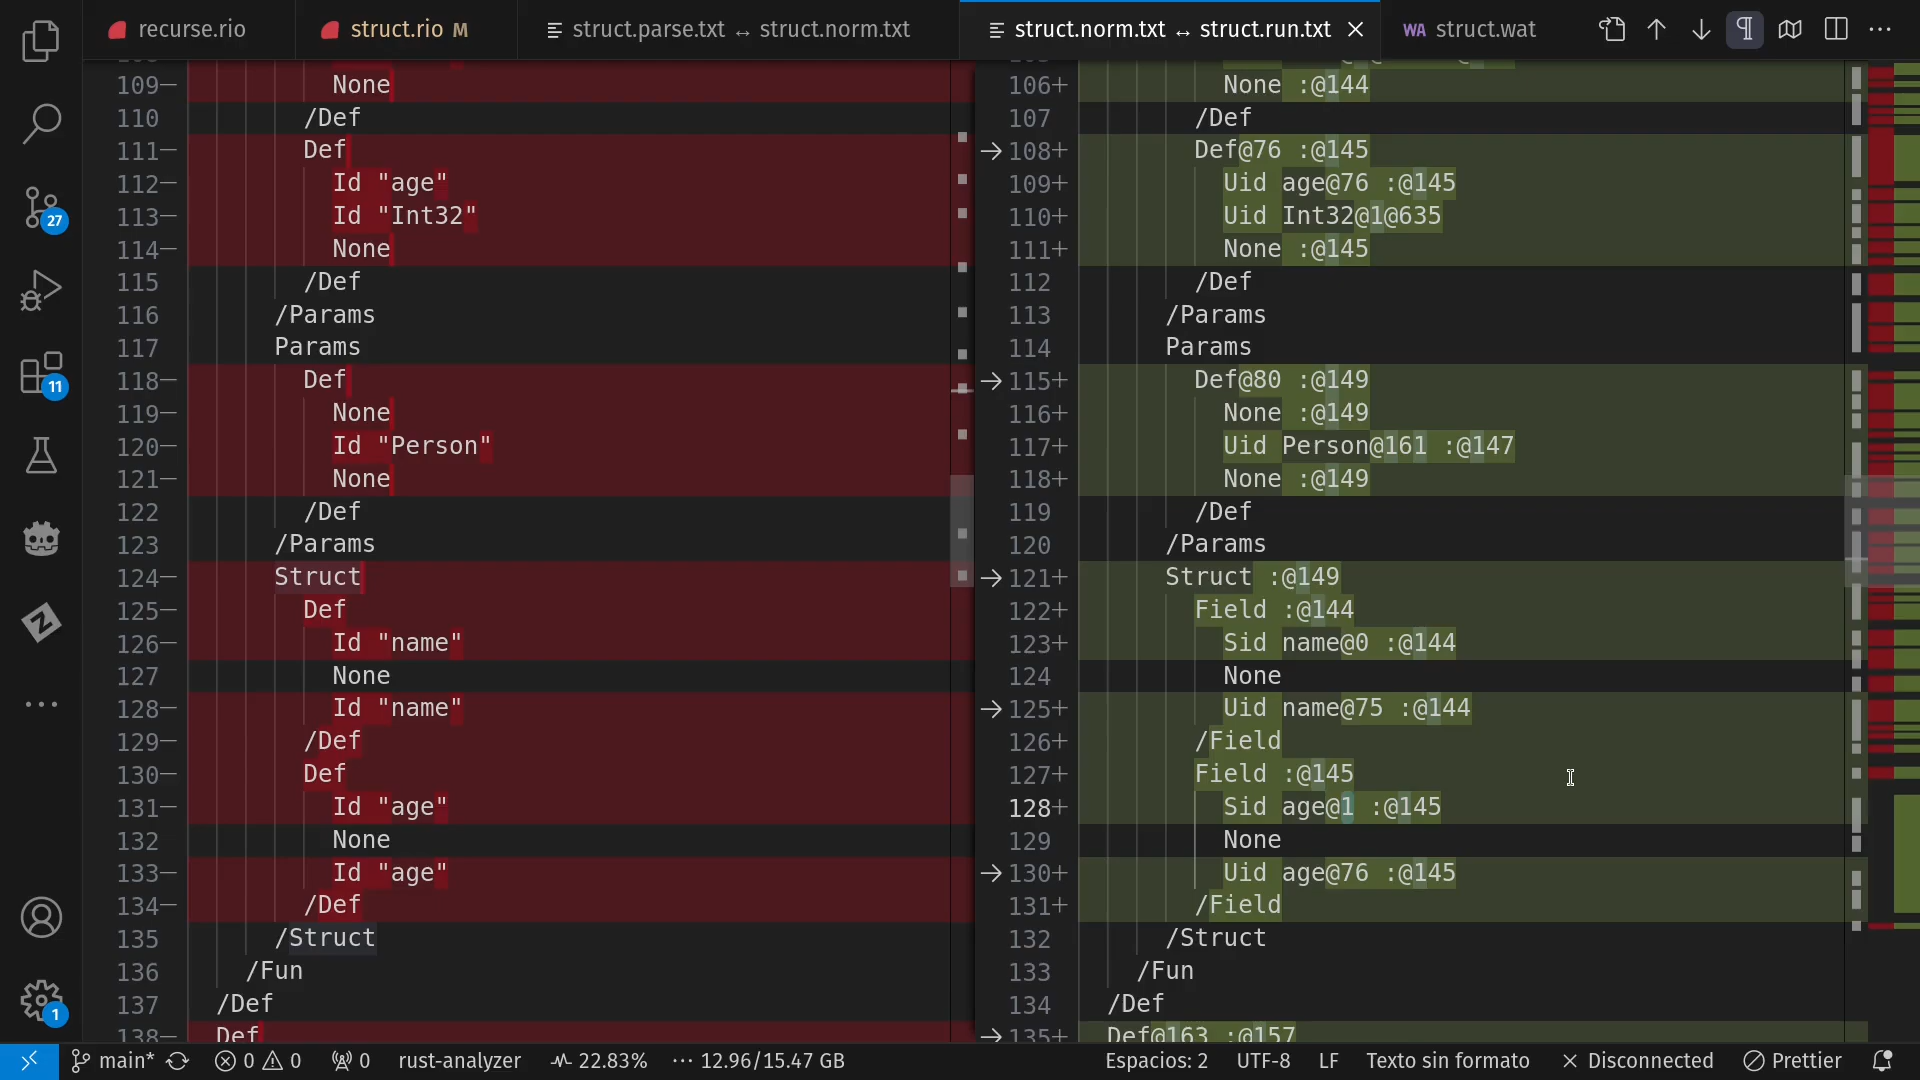 recurse.rio
struct.rio M
struct.parse.txt ↔ struct.norm.txt
struct.norm.txt ↔ struct.run.txt
WA struct.wat
109— None
110 /Def
111— Def
112— Id "age"
113— Id "Int32"
114— None
115 /Def
116 /Params
117 Params
118— Def
119— None
120— Id "Person"
121— None
122 /Def
123 /Params
124— Struct
125— Def
126— Id "name"
127 None
128— Id "name"
129— /Def
130— Def
131— Id "age"
132 None
133— Id "age"
134— /Def
135 /Struct
136 /Fun
137 /Def
138— Def
106+ None :@144
107 /Def
→ 108+ Def@76 :@145
109+ Uid age@76 :@145
110+ Uid Int32@1@635
111+ None :@145
112 /Def
113 /Params
114 Params
→ 115+ Def@80 :@149
116+ None :@149
117+ Uid Person@161 :@147
118+ None :@149
119 /Def
120 /Params
→ 121+ Struct :@149
122+ Field :@144
123+ Sid name@0 :@144
124 None
→ 125+ Uid name@75 :@144
126+ /Field
127+ Field :@145
128+ Sid age@1 :@145
129 None
→ 130+ Uid age@76 :@145
131+ /Field
132 /Struct
133 /Fun
134 /Def
→ 135+ Def@163 :@157
27
11
1
main* 0 0 0 rust-analyzer 22.83% ··· 12.96/15.47 GB Espacios: 2 UTF-8 LF Texto sin formato × Disconnected Prettier